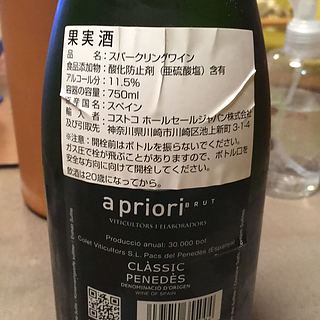 果実酒
品名：スパークリングワイン
食品添加物：酸化防止剤（亜硫酸塩）含有
アルコール分：11.5%
容器の容量：750ml
原産国名：スペイン
輸入者：コストコ ホールセールジャパン株式会社
及び引取先 神奈川県川崎市川崎区池上新町3-1-4
注意：開栓前はボトルを振らないでください。
ガス圧で栓が飛ぶことがありますので、ボトル口を
安全な方向に向けて開栓してください。
飲酒は20歳になってから。
a priori BRUT
VITICULTORS I ELABORADORS
Producció anual: 30.000 bot.
Colet Viticultors S.L. Pacs del Penedès (Espanya)
CLÀSSIC
PENEDÈS
DENOMINACIÓ D'ORIGEN
WINE OF SPAIN